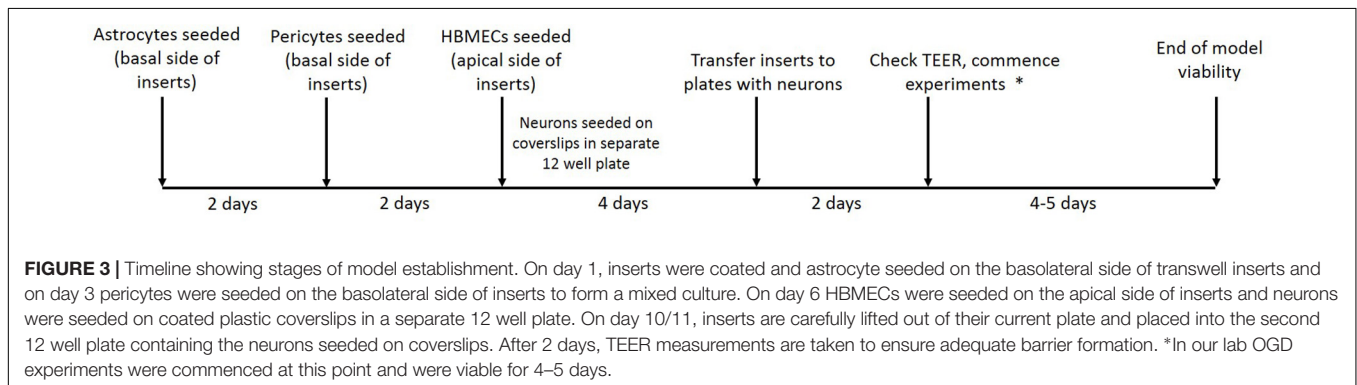 Astrocytes seeded
(basal side of
inserts)
Pericytes seeded
(basal side of
inserts)
HBMECs seeded
(apical side of
inserts)
Neurons seeded on
coverslips in separate
12 well plate
Transfer inserts to
plates with neurons
Check TEER, commence
experiments *
End of model
viability
2 days
2 days
4 days
2 days
4-5 days
FIGURE 3 | Timeline showing stages of model establishment. On day 1, inserts were coated and astrocyte seeded on the basolateral side of transwell inserts and
on day 3 pericytes were seeded on the basolateral side of inserts to form a mixed culture. On day 6 HBMECs were seeded on the apical side of inserts and neurons
were seeded on coated plastic coverslips in a separate 12 well plate. On day 10/11, inserts are carefully lifted out of their current plate and placed into the second
12 well plate containing the neurons seeded on coverslips. After 2 days, TEER measurements are taken to ensure adequate barrier formation. *In our lab OGD
experiments were commenced at this point and were viable for 4–5 days.